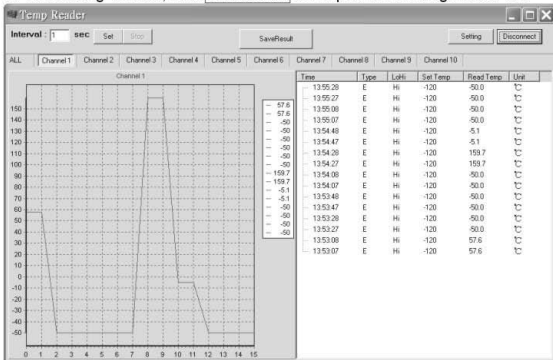 Temp Reader
Interval : 1 sec Set Stop SaveResult Setting Disconnect
ALL Channel 1 Channel 2 Channel 3 Channel 4 Channel 5 Channel 6 Channel 7 Channel 8 Channel 9 Channel 10
Channel 1
150
140
130
120
110
100
90
80
70
60
50
40
30
20
10
0
-10
-20
-30
-40
-50
0 1 2 3 4 5 6 7 8 9 10 11 12 13 14 15
57.6
57.6
-50
-50
-50
-50
-50
-50
159.7
159.7
-5.1
-5.1
-50
-50
-50
-50
Time Type LoHi Set Temp Read Temp Unit
13:55:28 E Hi -120 -50.0 ℃
13:55:27 E Hi -120 -50.0 ℃
13:55:08 E Hi -120 -50.0 ℃
13:55:07 E Hi -120 -50.0 ℃
13:54:48 E Hi -120 -5.1 ℃
13:54:47 E Hi -120 -5.1 ℃
13:54:28 E Hi -120 159.7 ℃
13:54:27 E Hi -120 159.7 ℃
13:54:08 E Hi -120 -50.0 ℃
13:54:07 E Hi -120 -50.0 ℃
13:53:48 E Hi -120 -50.0 ℃
13:53:47 E Hi -120 -50.0 ℃
13:53:28 E Hi -120 -50.0 ℃
13:53:27 E Hi -120 -50.0 ℃
13:53:08 E Hi -120 57.6 ℃
13:53:07 E Hi -120 57.6 ℃